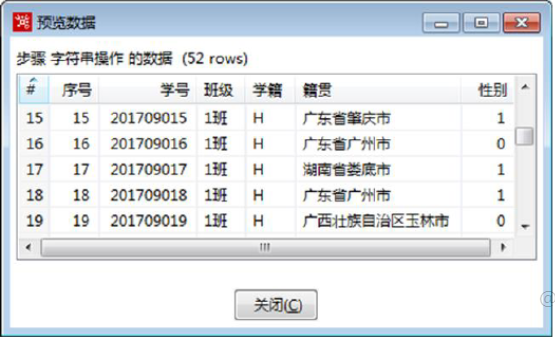 预览数据
步骤 字符串操作 的数据 (52 rows)
# 序号 学号 班级 学籍 籍贯 性别
15 15 201709015 1班 H 广东省肇庆市 1
16 16 201709016 1班 H 广东省广州市 0
17 17 201709017 1班 H 湖南省娄底市 1
18 18 201709018 1班 H 广东省广州市 1
19 19 201709019 1班 H 广西壮族自治区玉林市 0
关闭(C)
@